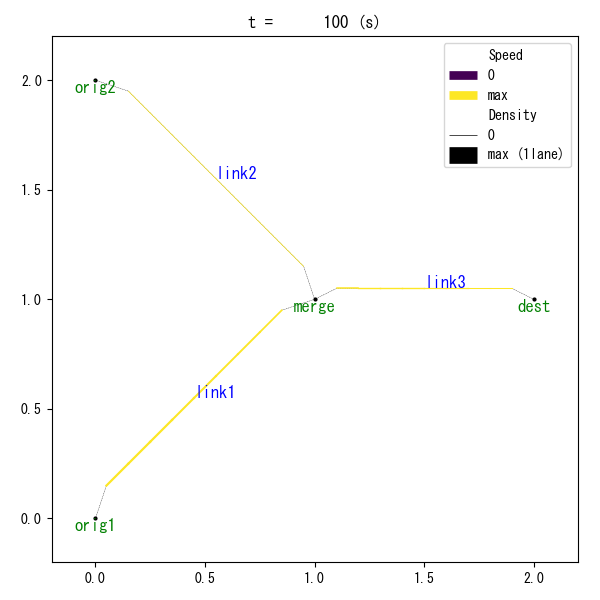 t =      100 (s)
Speed
0
max
Density
0
max (1lane)
2.0
orig2
link2
1.5
link3
1.0
merge
dest
link1
0.5
0.0
orig1
0.0 0.5 1.0 1.5 2.0